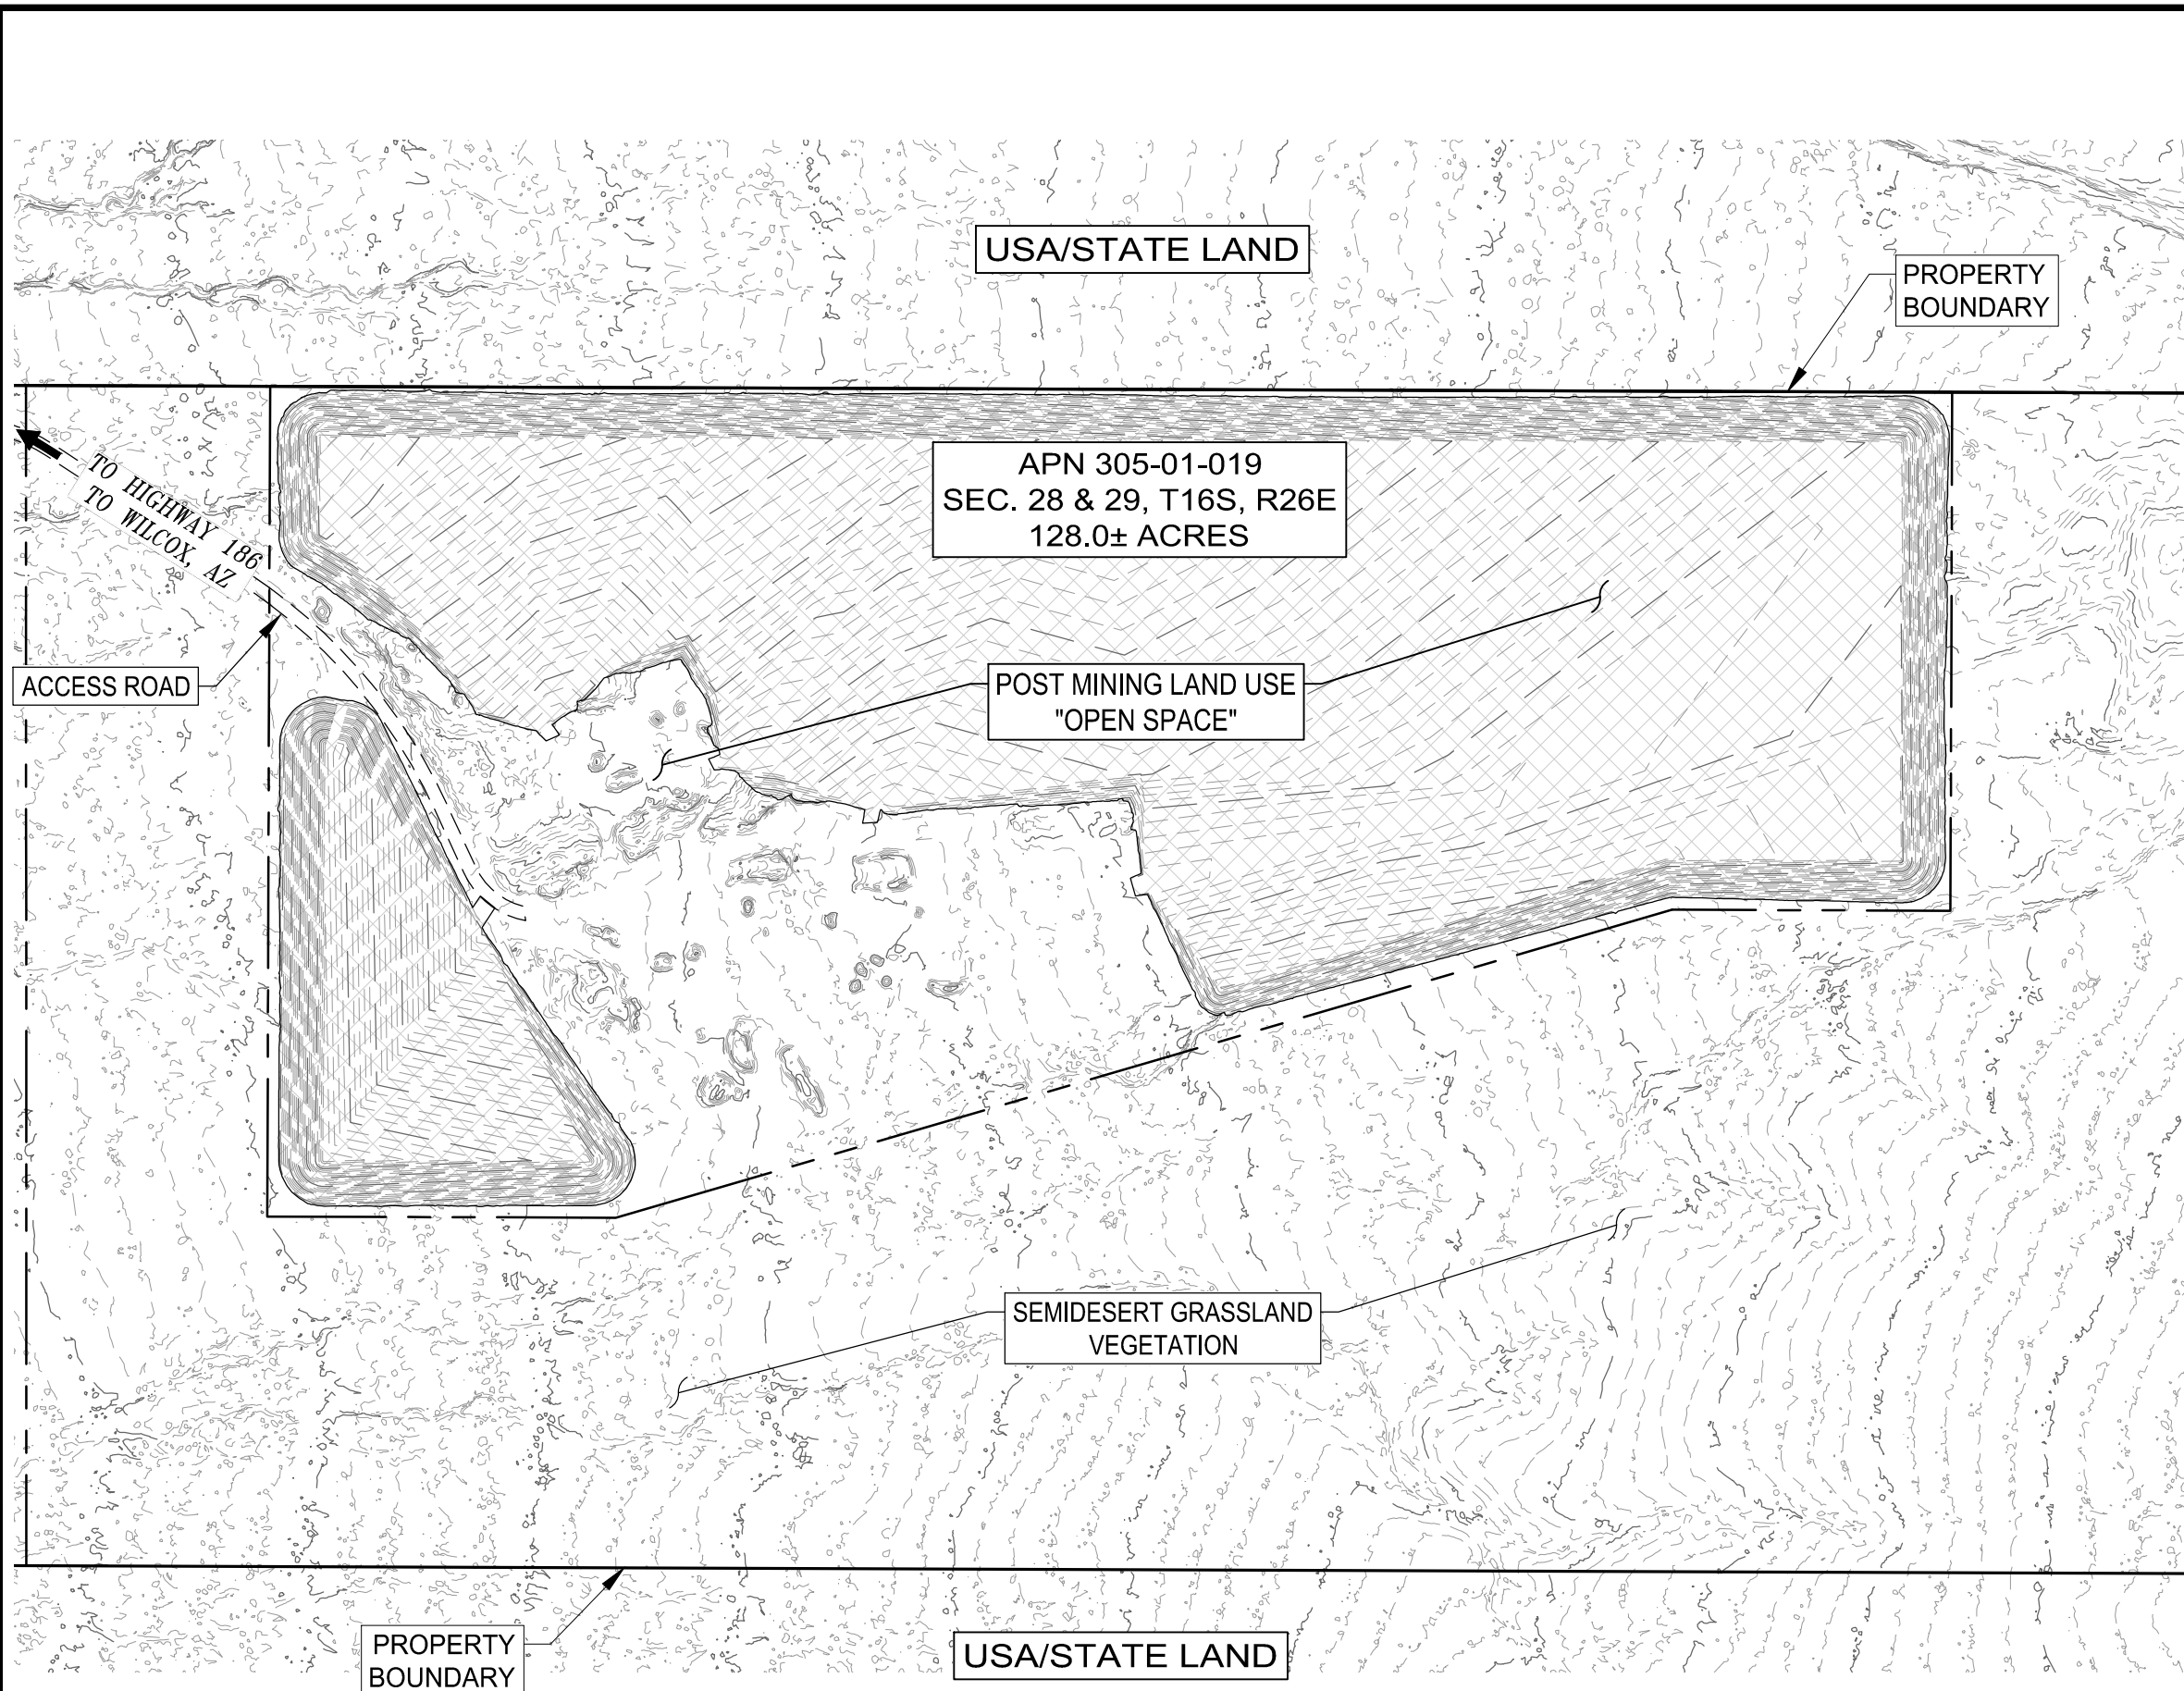 USA/STATE LAND
PROPERTY
BOUNDARY
APN 305-01-019
SEC. 28 & 29, T16S, R26E
128.0± ACRES
TO HIGHWAY 186
TO WILCOX, AZ
ACCESS ROAD
POST MINING LAND USE
"OPEN SPACE"
SEMIDESERT GRASSLAND
VEGETATION
PROPERTY
BOUNDARY
USA/STATE LAND